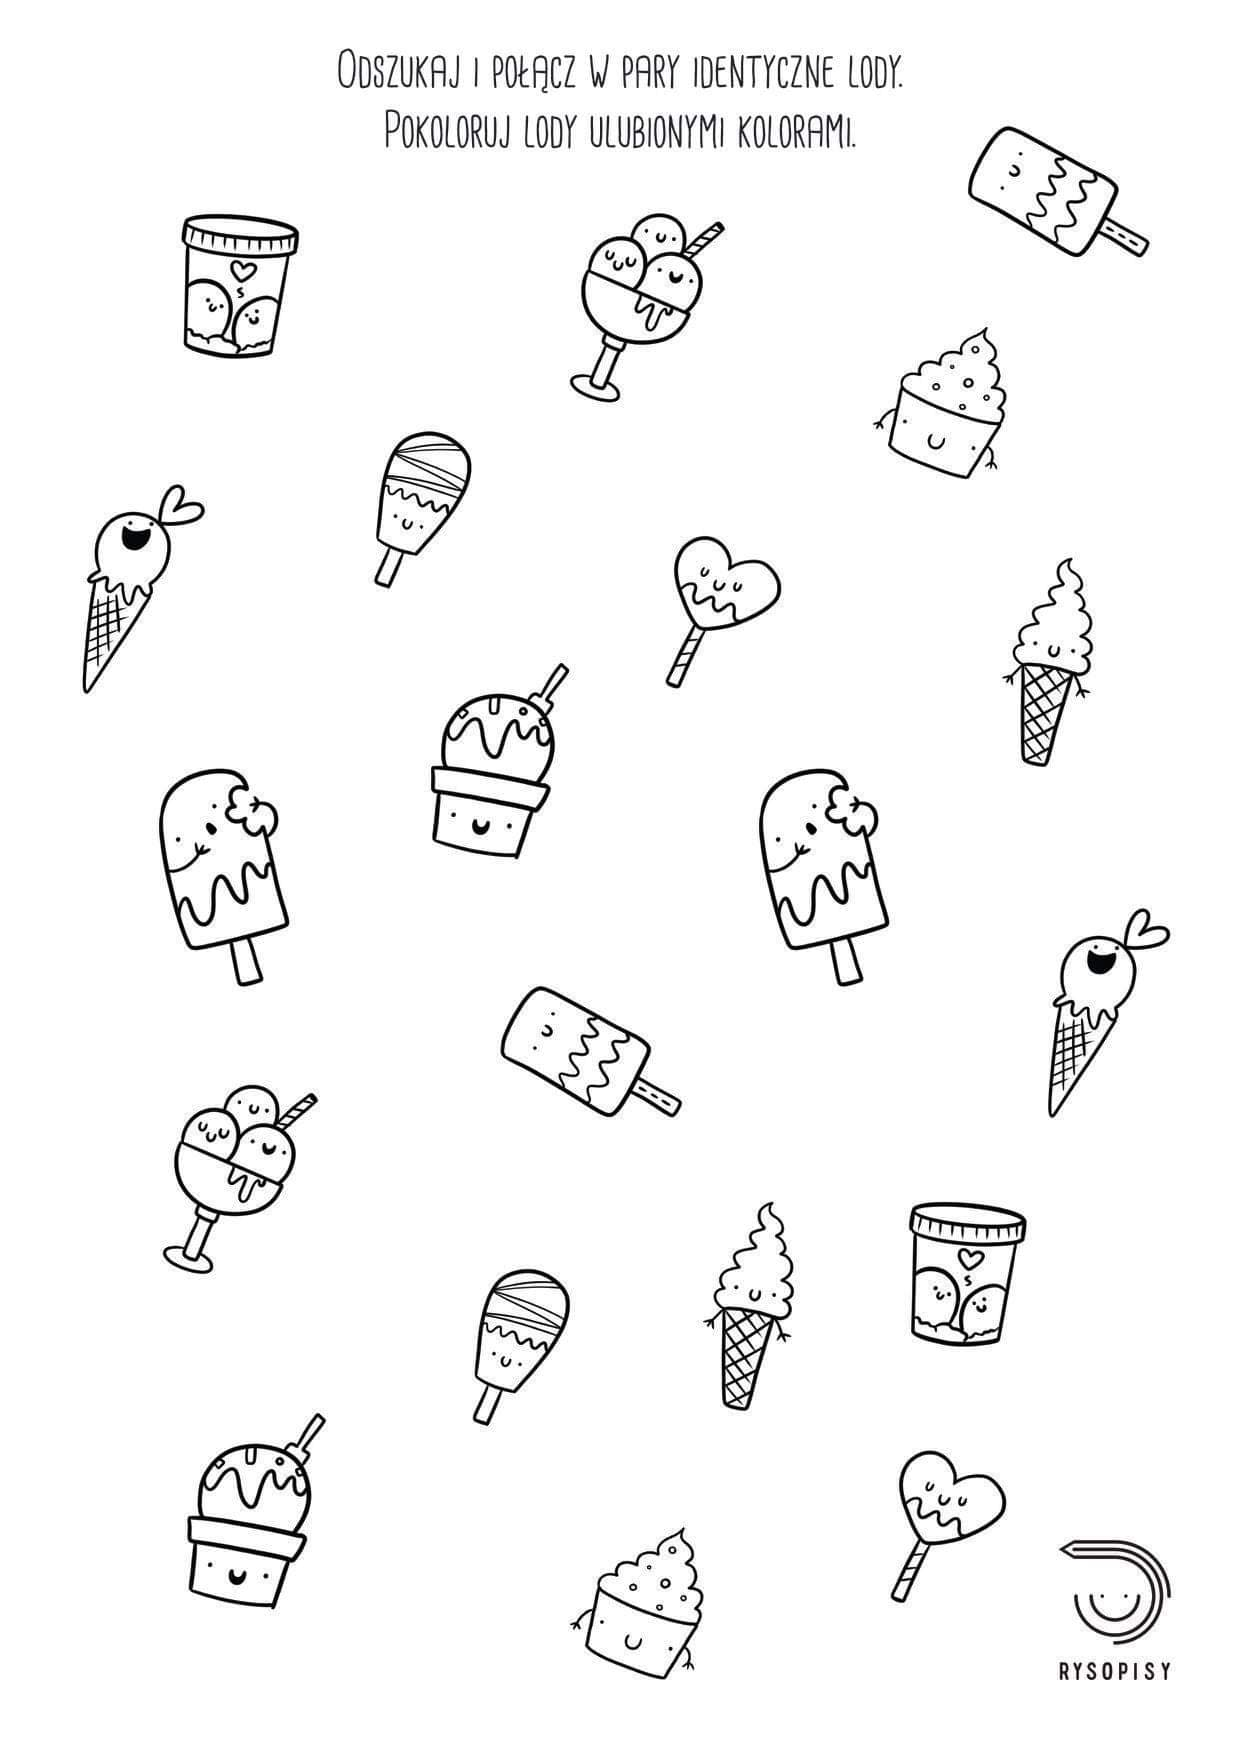 Odszukaj i połącz w pary identyczne lody.
Pokoloruj lody ulubionymi kolorami.
RYSOPISY